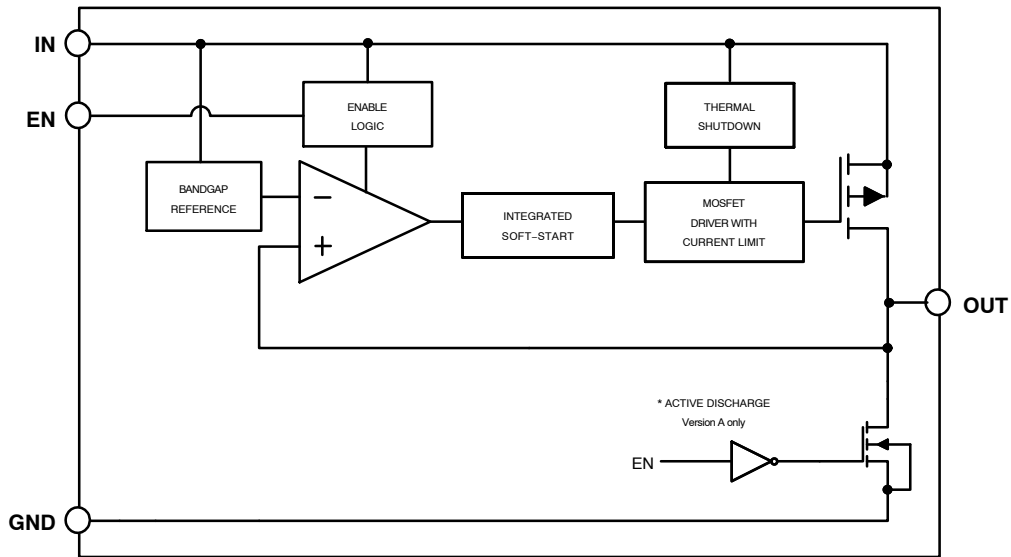 IN
EN
ENABLE
LOGIC
THERMAL
SHUTDOWN
BANDGAP
REFERENCE
−
+
INTEGRATED
SOFT−START
MOSFET
DRIVER WITH
CURRENT LIMIT
OUT
* ACTIVE DISCHARGE
Version A only
EN
GND